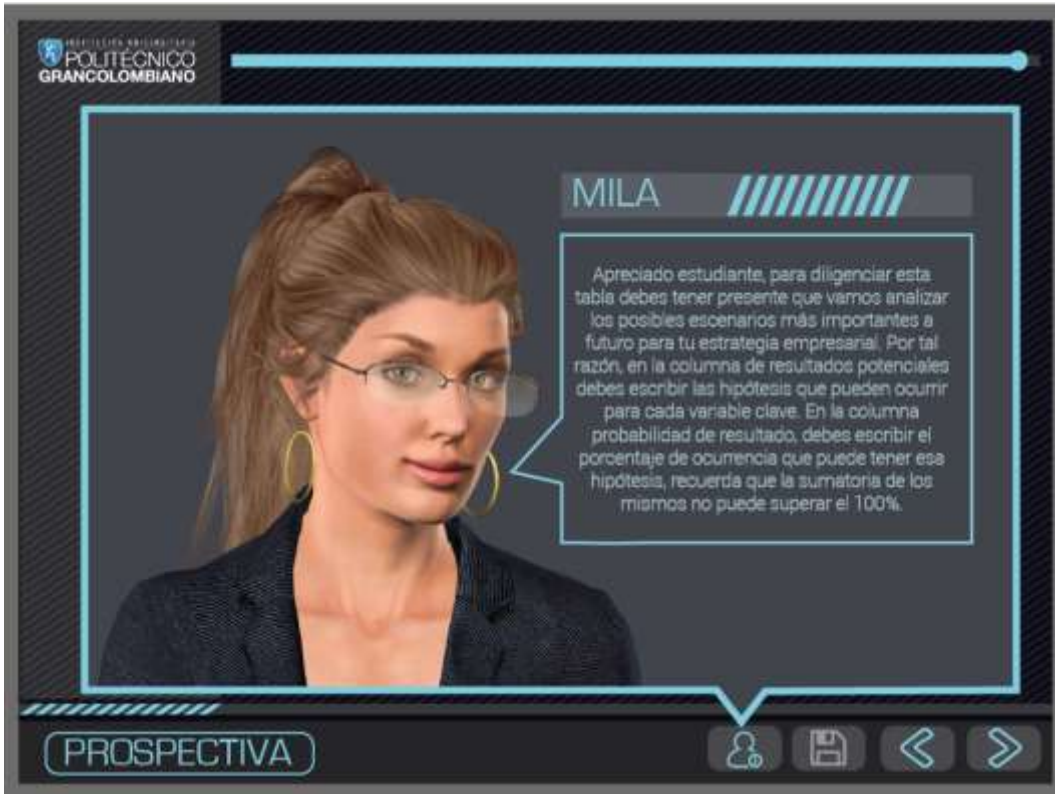 INSTITUCIÓN UNIVERSITARIA
POLITÉCNICO
GRANCOLOMBIANO
MILA
Apreciado estudiante, para diligenciar esta
tabla debes tener presente que vamos analizar
los posibles escenarios más importantes a
futuro para tu estrategia empresarial. Por tal
razón, en la columna de resultados potenciales
debes escribir las hipótesis que pueden ocurrir
para cada variable clave. En la columna
probabilidad de resultado, debes escribir el
porcentaje de ocurrencia que puede tener esa
hipótesis, recuerda que la sumatoria de los
mismos no puede superar el 100%.
PROSPECTIVA